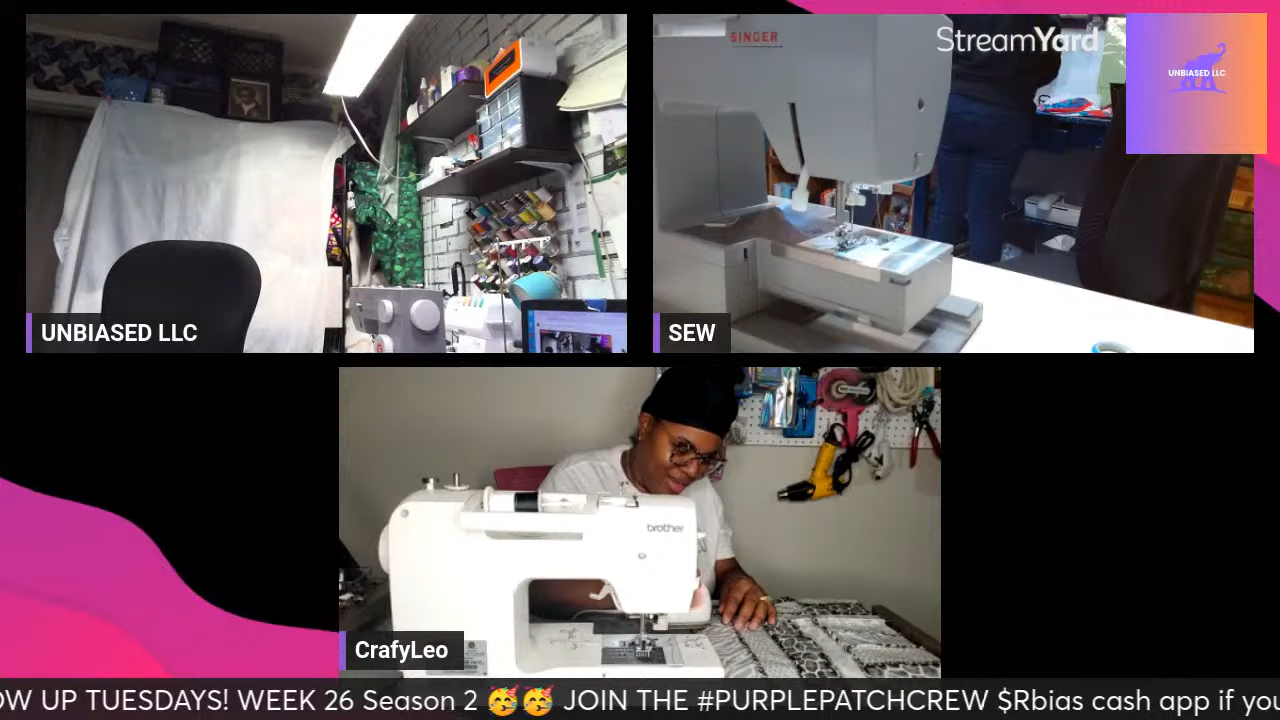 SINGER
StreamYard
UNBIASED LLC
UNBIASED LLC
SEW
brother
CrafyLeo
OW UP TUESDAYS! WEEK 26 Season 2 🥳🥳 JOIN THE #PURPLEPATCHCREW $Rbias cash app if you